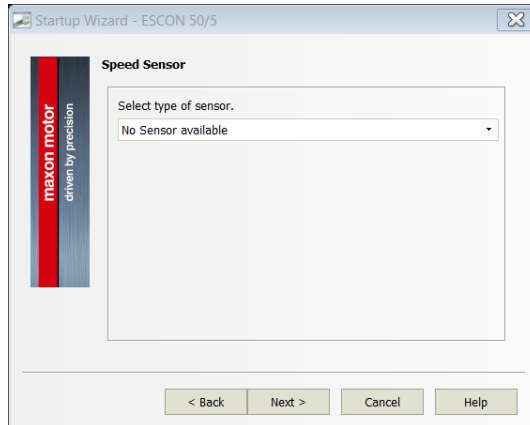 Startup Wizard - ESCON 50/5
Speed Sensor
maxon motor
driven by precision
Select type of sensor.
No Sensor available
< Back
Next >
Cancel
Help